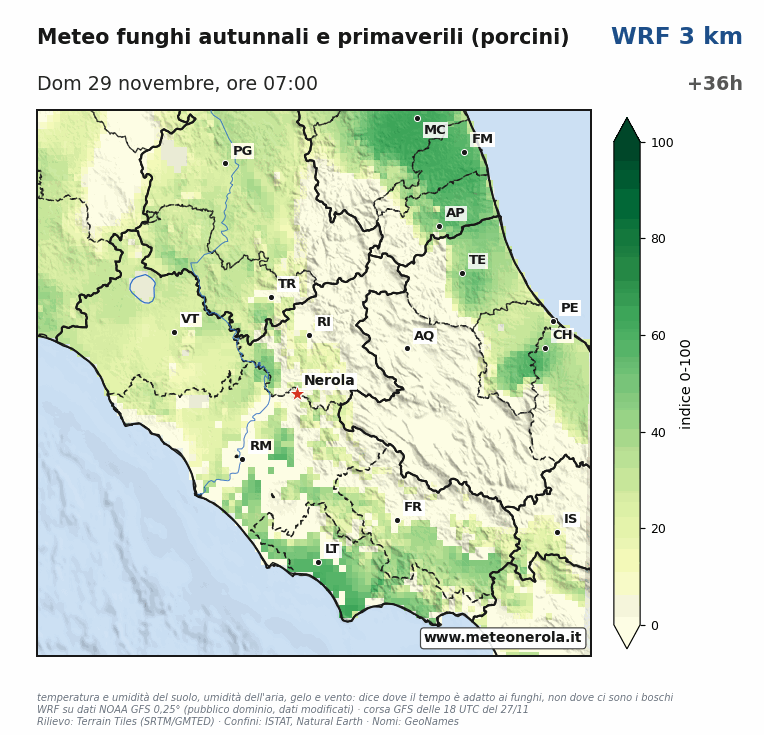 Meteo funghi autunnali e primaverili (porcini)
WRF 3 km
Dom 29 novembre, ore 07:00
+36h
MC
FM
PG
AP
TE
TR
PE
VT
RI
AQ
CH
Nerola
RM
FR
IS
LT
www.meteonerola.it
100
80
60
40
20
0
indice 0-100
temperatura e umidità del suolo, umidità dell'aria, gelo e vento: dice dove il tempo è adatto ai funghi, non dove ci sono i boschi
WRF su dati NOAA GFS 0,25° (pubblico dominio, dati modificati) · corsa GFS delle 18 UTC del 27/11
Rilievo: Terrain Tiles (SRTM/GMTED) · Confini: ISTAT, Natural Earth · Nomi: GeoNames